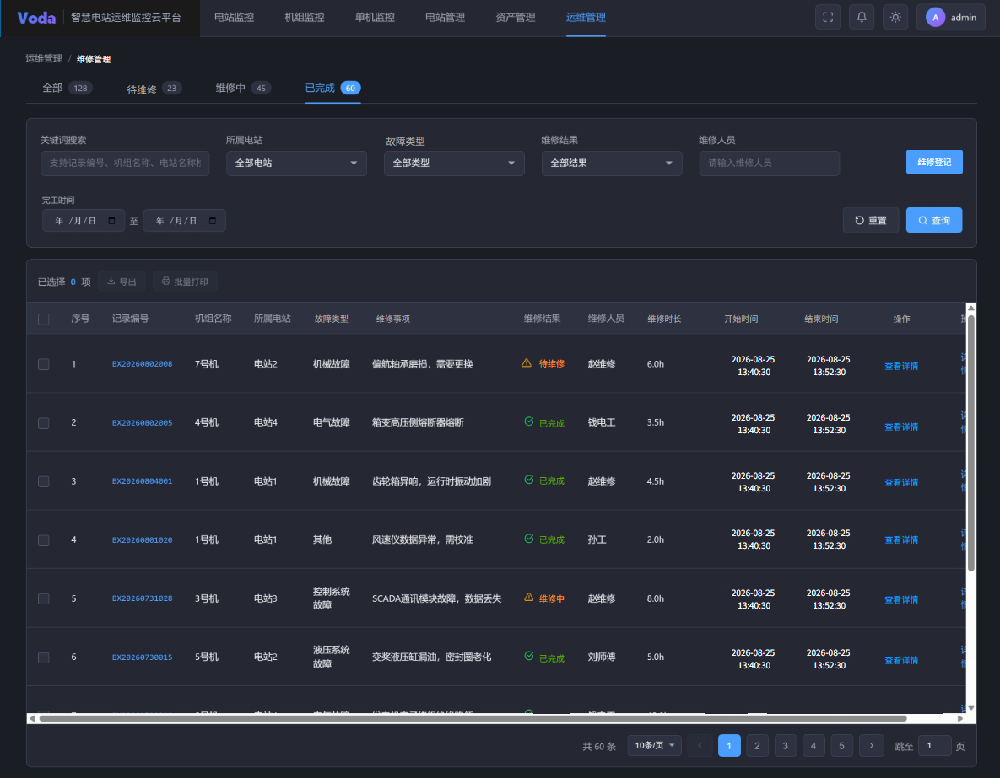 Voda 智慧电站运维监控云平台 电站监控 机组监控 单机监控 电站管理 资产管理 运维管理 A admin
运维管理 / 维修管理
全部 128 待维修 23 维修中 45 已完成 60
关键词搜索 所属电站 故障类型 维修结果 维修人员
支持记录编号、机组名称、电站名称 全部电站 全部类型 全部结果 请输入维修人员 维修登记
完工时间
年 /月/日 至 年 /月/日 重置 查询
已选择 0 项 导出 批量打印
序号 记录编号 机组名称 所属电站 故障类型 维修事项 维修结果 维修人员 维修时长 开始时间 结束时间 操作
1 BX20260802008 7号机 电站2 机械故障 偏航轴承磨损，需要更换 待维修 赵维修 6.0h 2026-08-25 13:40:30 2026-08-25 13:52:30 查看详情
2 BX20260802005 4号机 电站4 电气故障 箱变高压侧熔断器熔断 已完成 钱电工 3.5h 2026-08-25 13:40:30 2026-08-25 13:52:30 查看详情
3 BX20260804001 1号机 电站1 机械故障 齿轮箱异响，运行时振动加剧 已完成 赵维修 4.5h 2026-08-25 13:40:30 2026-08-25 13:52:30 查看详情
4 BX20260801020 1号机 电站1 其他 风速仪数据异常，需校准 已完成 孙工 2.0h 2026-08-25 13:40:30 2026-08-25 13:52:30 查看详情
5 BX20260731028 3号机 电站3 控制系统故障 SCADA通讯模块故障，数据丢失 维修中 赵维修 8.0h 2026-08-25 13:40:30 2026-08-25 13:52:30 查看详情
6 BX20260730015 5号机 电站2 液压系统故障 变桨液压缸漏油，密封圈老化 已完成 刘师傅 5.0h 2026-08-25 13:40:30 2026-08-25 13:52:30 查看详情
共 60 条 10条/页 1 2 3 4 5 跳至 1 页